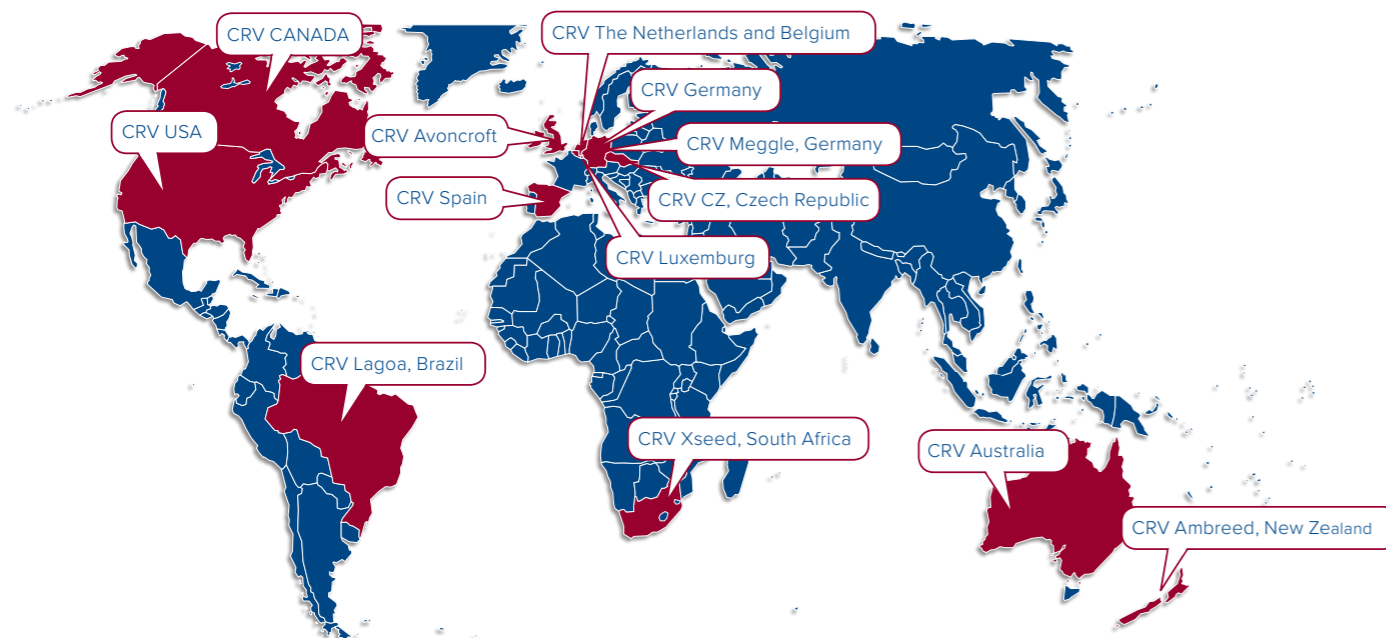 CRV CANADA
CRV The Netherlands and Belgium
CRV Germany
CRV USA
CRV Avoncroft
CRV Meggle, Germany
CRV Spain
CRV CZ, Czech Republic
CRV Luxemburg
CRV Lagoa, Brazil
CRV Xseed, South Africa
CRV Australia
CRV Ambreed, New Zealand